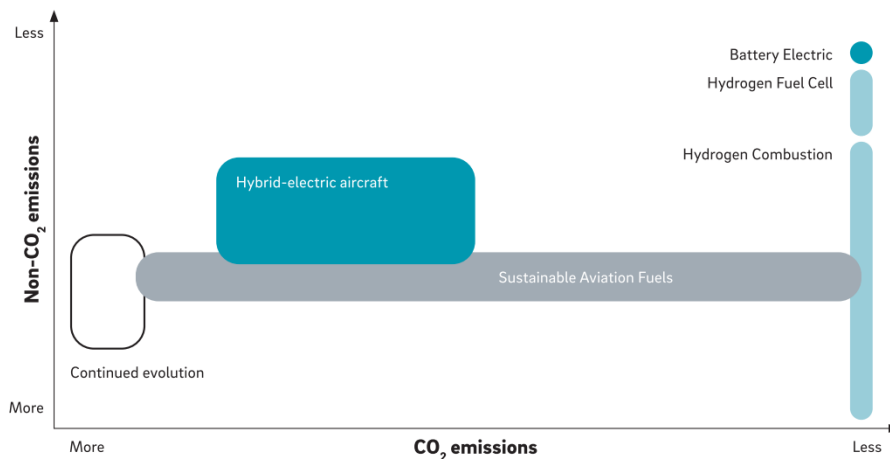 Less
Battery Electric
Hydrogen Fuel Cell
Hydrogen Combustion
Hybrid-electric aircraft
Non-CO₂ emissions
Sustainable Aviation Fuels
Continued evolution
More
More
CO₂ emissions
Less